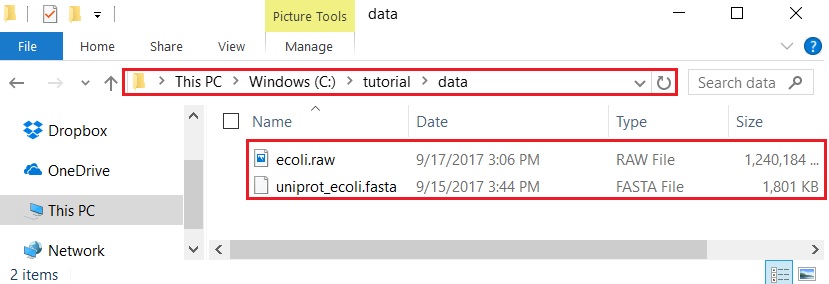 Picture Tools data
File Home Share View Manage
This PC Windows (C:) tutorial data Search data
Name Date Type Size
Dropbox
ecoli.raw 9/17/2017 3:06 PM RAW File 1,240,184 ...
OneDrive
uniprot_ecoli.fasta 9/15/2017 3:44 PM FASTA File 1,801 KB
This PC
Network
2 items